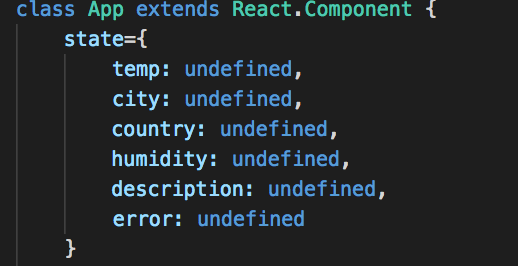 class App extends React.Component {
state={
temp: undefined,
city: undefined,
country: undefined,
humidity: undefined,
description: undefined,
error: undefined
}